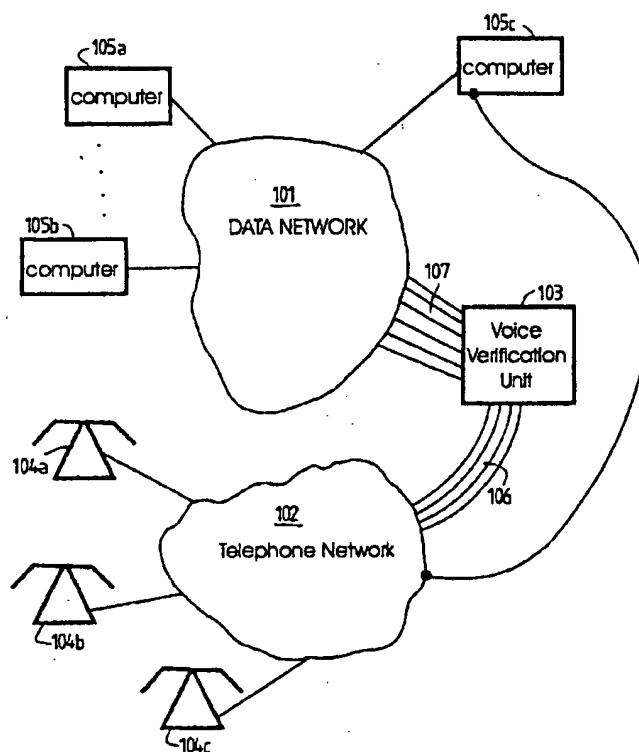 105a
computer
105c
computer
101
DATA NETWORK
105b
computer
107
103
Voice
Verification
Unit
104a
106
102
Telephone Network
104b
104c